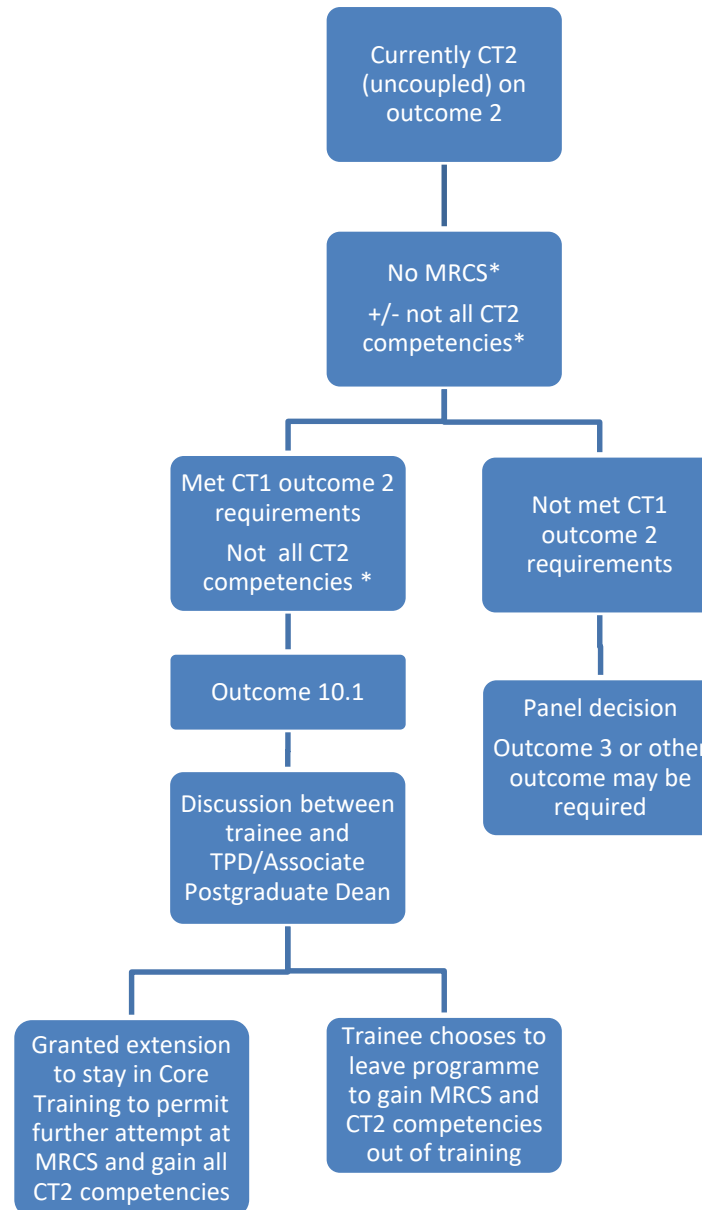 Currently CT2
(uncoupled) on
outcome 2
No MRCS*
+/- not all CT2
competencies*
Met CT1 outcome 2
requirements
Not all CT2
competencies *
Not met CT1
outcome 2
requirements
Outcome 10.1
Panel decision
Outcome 3 or other
outcome may be
required
Discussion between
trainee and
TPD/Associate
Postgraduate Dean
Granted extension
to stay in Core
Training to permit
further attempt at
MRCS and gain all
CT2 competencies
Trainee chooses to
leave programme
to gain MRCS and
CT2 competencies
out of training